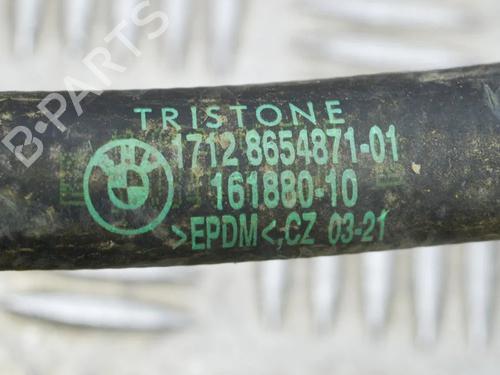 B-PARTS
TRISTONE
1712 8654871-01
161880-10
>EPDM<,CZ 03-21